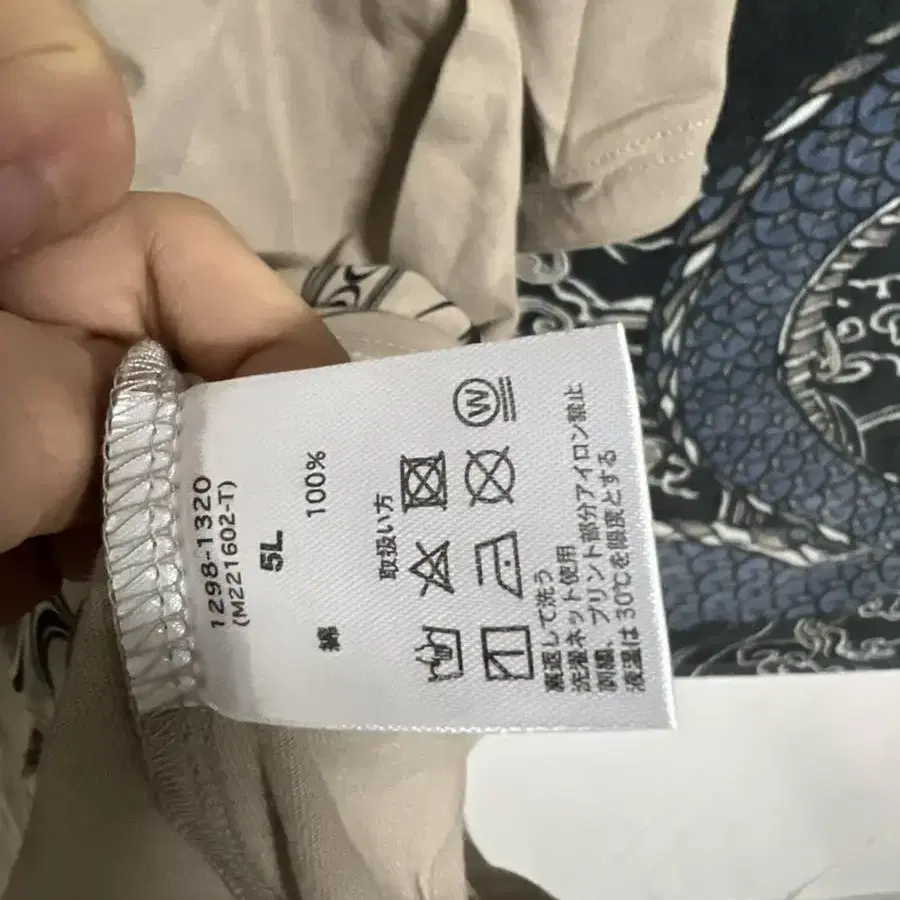 1298-1320
(M221602-T)
5L
綿 100%
取扱い方
W
裏返して洗う
洗濯ネット使用
刺繍、プリント部分アイロン禁止
液温は30℃を限度とする